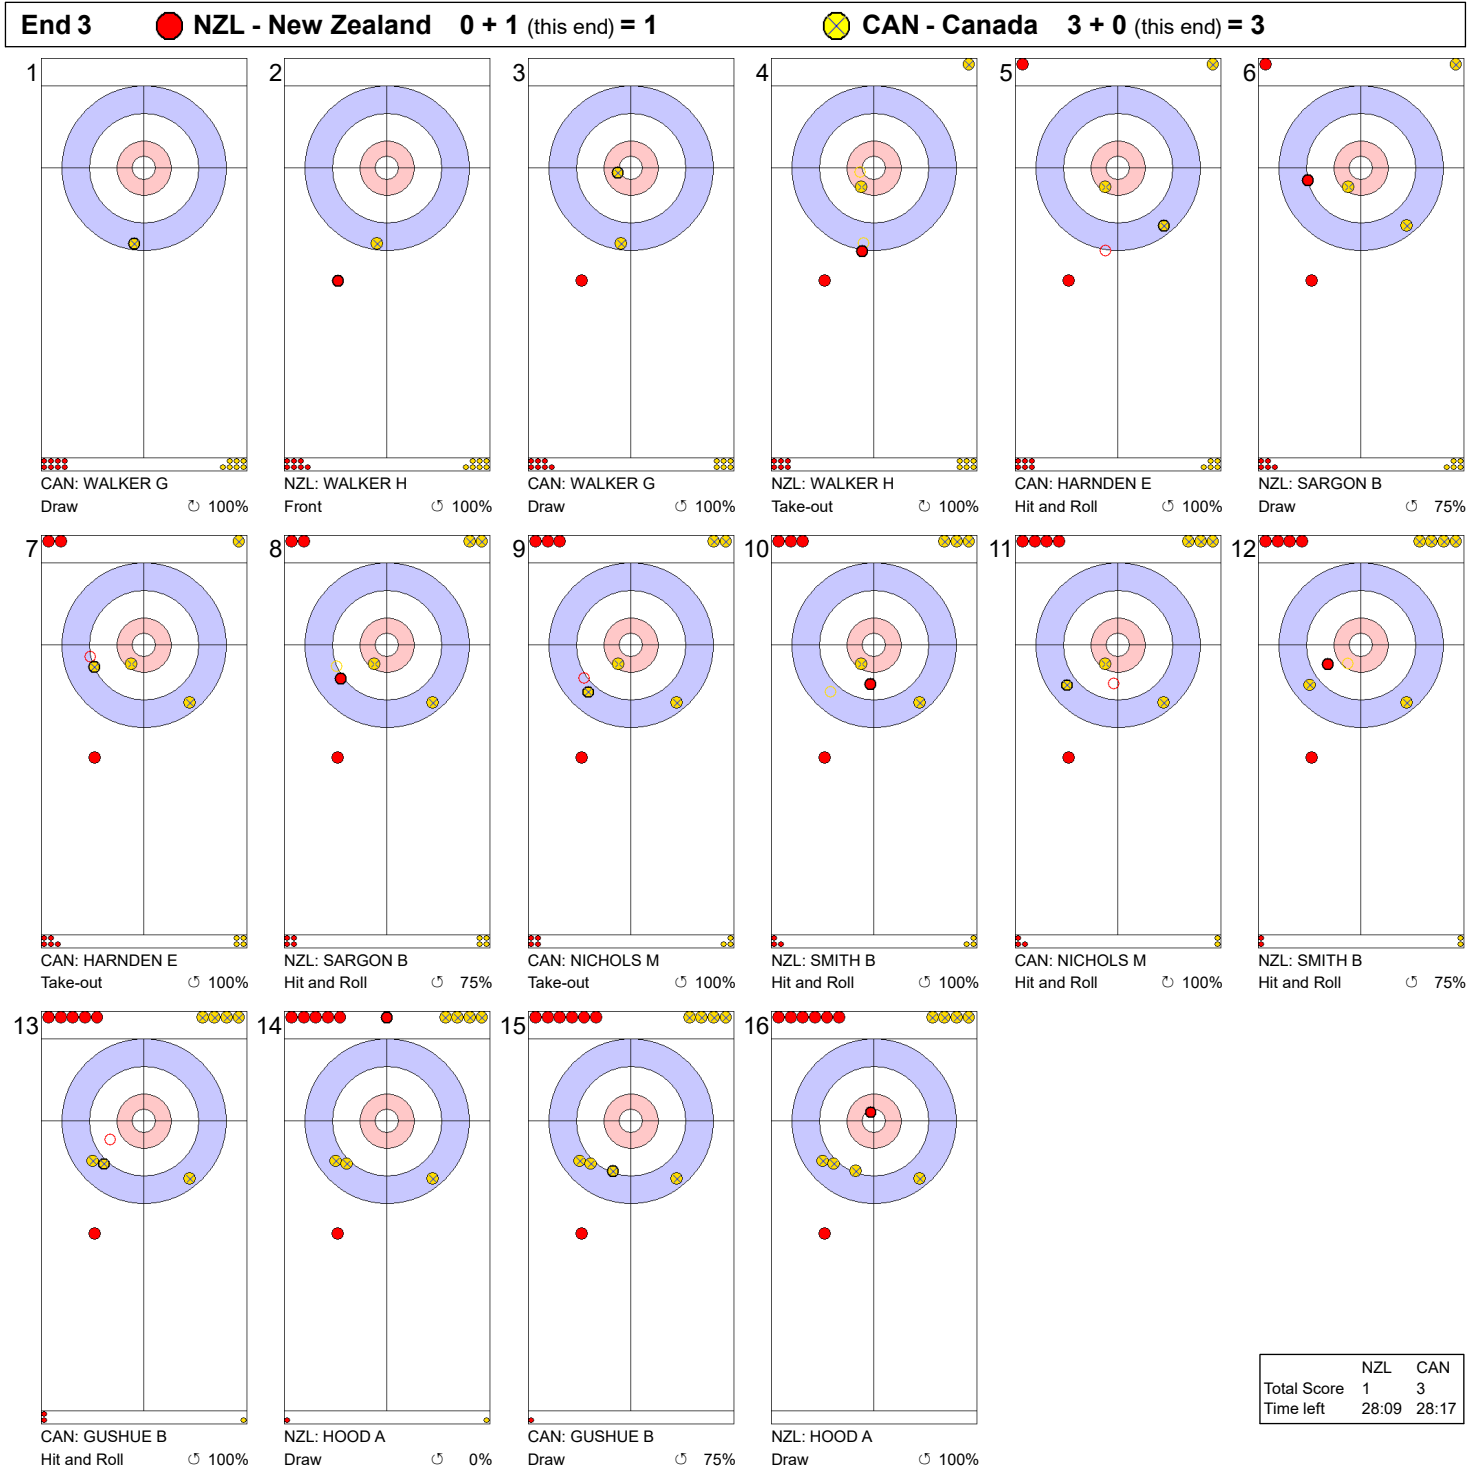 End 3 NZL - New Zealand 0 + 1 (this end) = 1 CAN - Canada 3 + 0 (this end) = 3
1 2 3 4 5 6
CAN: WALKER G NZL: WALKER H CAN: WALKER G NZL: WALKER H CAN: HARNDEN E NZL: SARGON B
Draw ↻ 100% Front ↺ 100% Draw ↺ 100% Take-out ↻ 100% Hit and Roll ↺ 100% Draw ↺ 75%
7 8 9 10 11 12
CAN: HARNDEN E NZL: SARGON B CAN: NICHOLS M NZL: SMITH B CAN: NICHOLS M NZL: SMITH B
Take-out ↺ 100% Hit and Roll ↺ 75% Take-out ↺ 100% Hit and Roll ↺ 100% Hit and Roll ↻ 100% Hit and Roll ↺ 75%
13 14 15 16
CAN: GUSHUE B NZL: HOOD A CAN: GUSHUE B NZL: HOOD A
Hit and Roll ↺ 100% Draw ↺ 0% Draw ↺ 75% Draw ↺ 100%
NZL CAN
Total Score 1 3
Time left 28:09 28:17